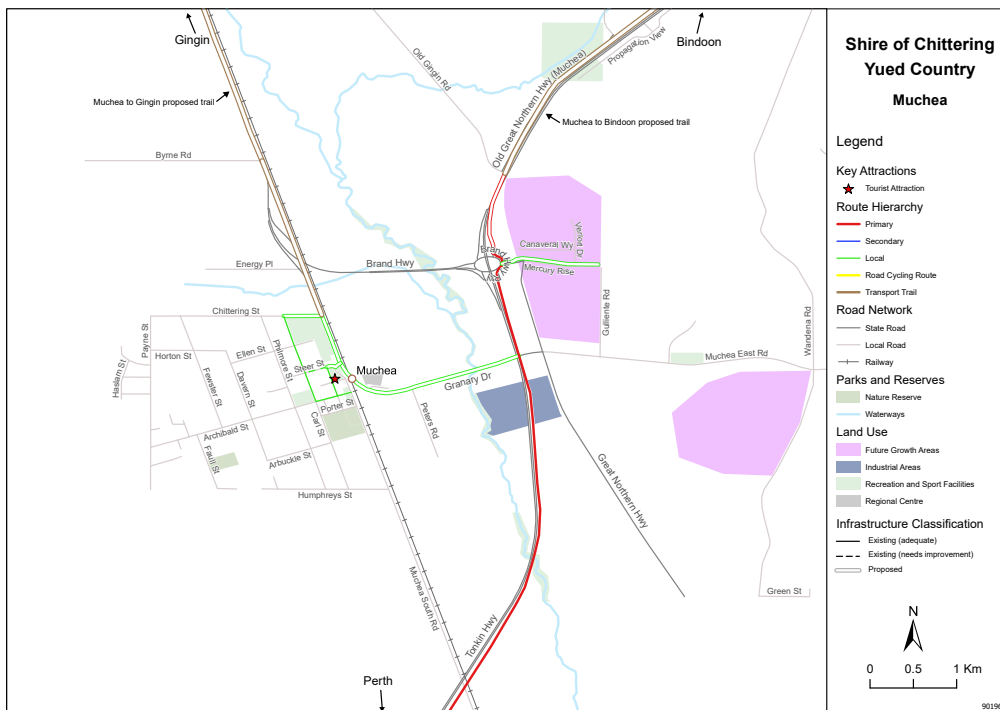 Gingin
Bindoon
Old Gingin Rd
Propagation View
Muchea to Gingin proposed trail
Old Great Northern Hwy (Muchea)
Muchea to Bindoon proposed trail
Byrne Rd
Verlott Dr
Canaveral Wy
Brand Hwy
Energy Pl
Brand Hwy
Mercury Rise
Chittering St
Gulliente Rd
Wandena Rd
Payne St
Horton St
Ellen St
Philmore St
Steer St
Muchea East Rd
Haslam St
Fewster St
Davern St
Muchea
Granary Dr
Porter St
Carl St
Peters Rd
Archibald St
Faull St
Arbuckle St
Great Northern Hwy
Humphreys St
Muchea South Rd
Green St
Tonkin Hwy
Perth
Shire of Chittering
Yued Country
Muchea
Legend
Key Attractions
Tourist Attraction
Route Hierarchy
Primary
Secondary
Local
Road Cycling Route
Transport Trail
Road Network
State Road
Local Road
Railway
Parks and Reserves
Nature Reserve
Waterways
Land Use
Future Growth Areas
Industrial Areas
Recreation and Sport Facilities
Regional Centre
Infrastructure Classification
Existing (adequate)
Existing (needs improvement)
Proposed
N
0 0.5 1 Km